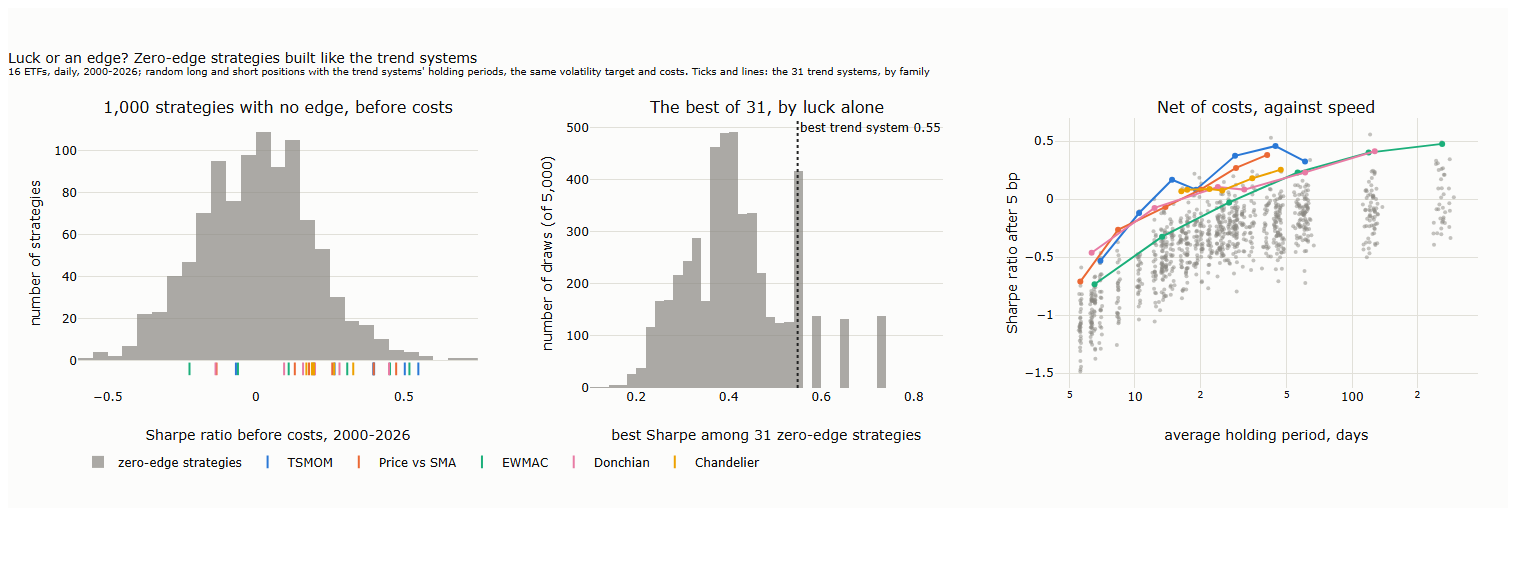 Luck or an edge? Zero-edge strategies built like the trend systems
16 ETFs, daily, 2000-2026; random long and short positions with the trend systems' holding periods, the same volatility target and costs. Ticks and lines: the 31 trend systems, by family
1,000 strategies with no edge, before costs
number of strategies
100
80
60
40
20
0
−0.5
0
0.5
Sharpe ratio before costs, 2000-2026
The best of 31, by luck alone
best trend system 0.55
number of draws (of 5,000)
500
400
300
200
100
0
0.2
0.4
0.6
0.8
best Sharpe among 31 zero-edge strategies
Net of costs, against speed
Sharpe ratio after 5 bp
0.5
0
−0.5
−1
−1.5
5
10
2
5
100
2
average holding period, days
zero-edge strategies
TSMOM
Price vs SMA
EWMAC
Donchian
Chandelier